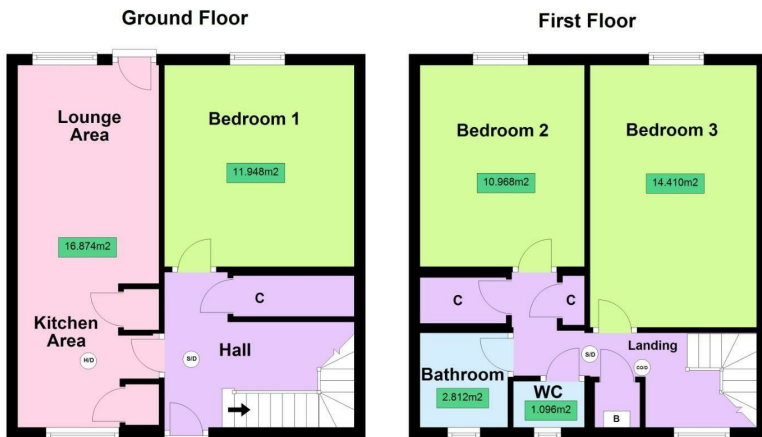 Ground Floor
First Floor
Lounge
Area
Bedroom 1
11.948m2
16.874m2
C
Kitchen
Area
H/D
S/D
Hall
Bedroom 2
Bedroom 3
10.968m2
14.410m2
C
C
S/D
Landing
CO/D
Bathroom
2.812m2
WC
1.096m2
B